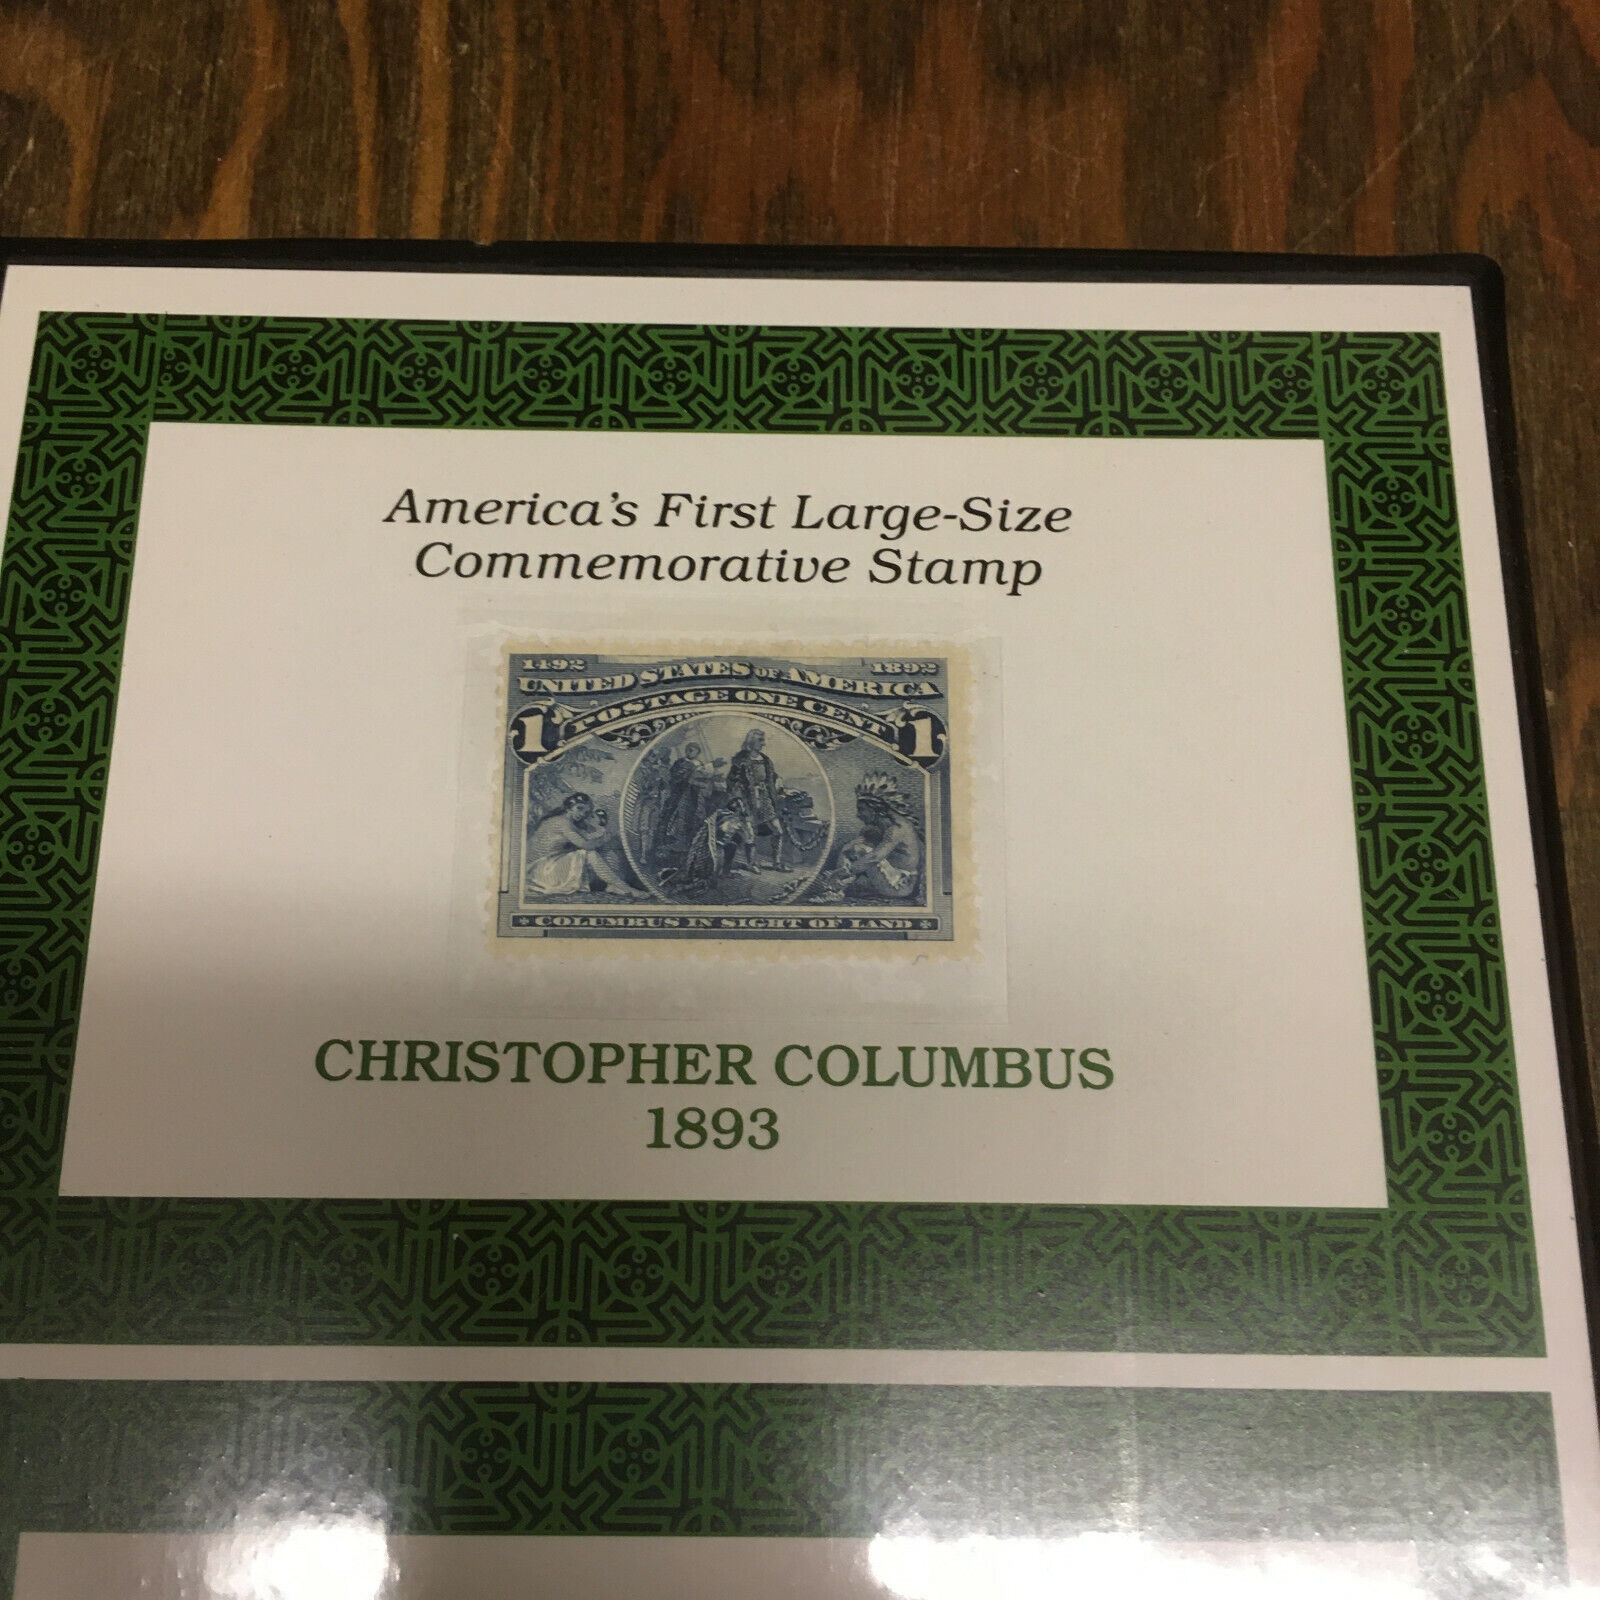 America's First Large-Size
Commemorative Stamp
1492 1892
UNITED STATES OF AMERICA
POSTAGE ONE CENT
1 1
COLUMBUS IN SIGHT OF LAND
CHRISTOPHER COLUMBUS
1893